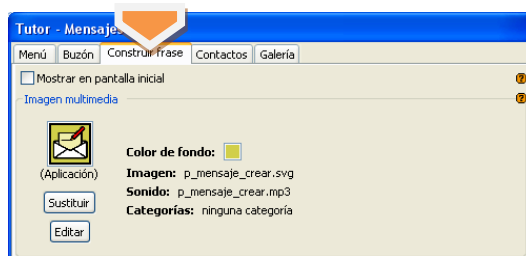 Tutor - Mensajes
Menú Buzón Construir frase Contactos Galería
Mostrar en pantalla inicial
Imagen multimedia
(Aplicación)
Color de fondo:
Imagen: p_mensaje_crear.svg
Sonido: p_mensaje_crear.mp3
Categorías: ninguna categoría
Sustituir
Editar